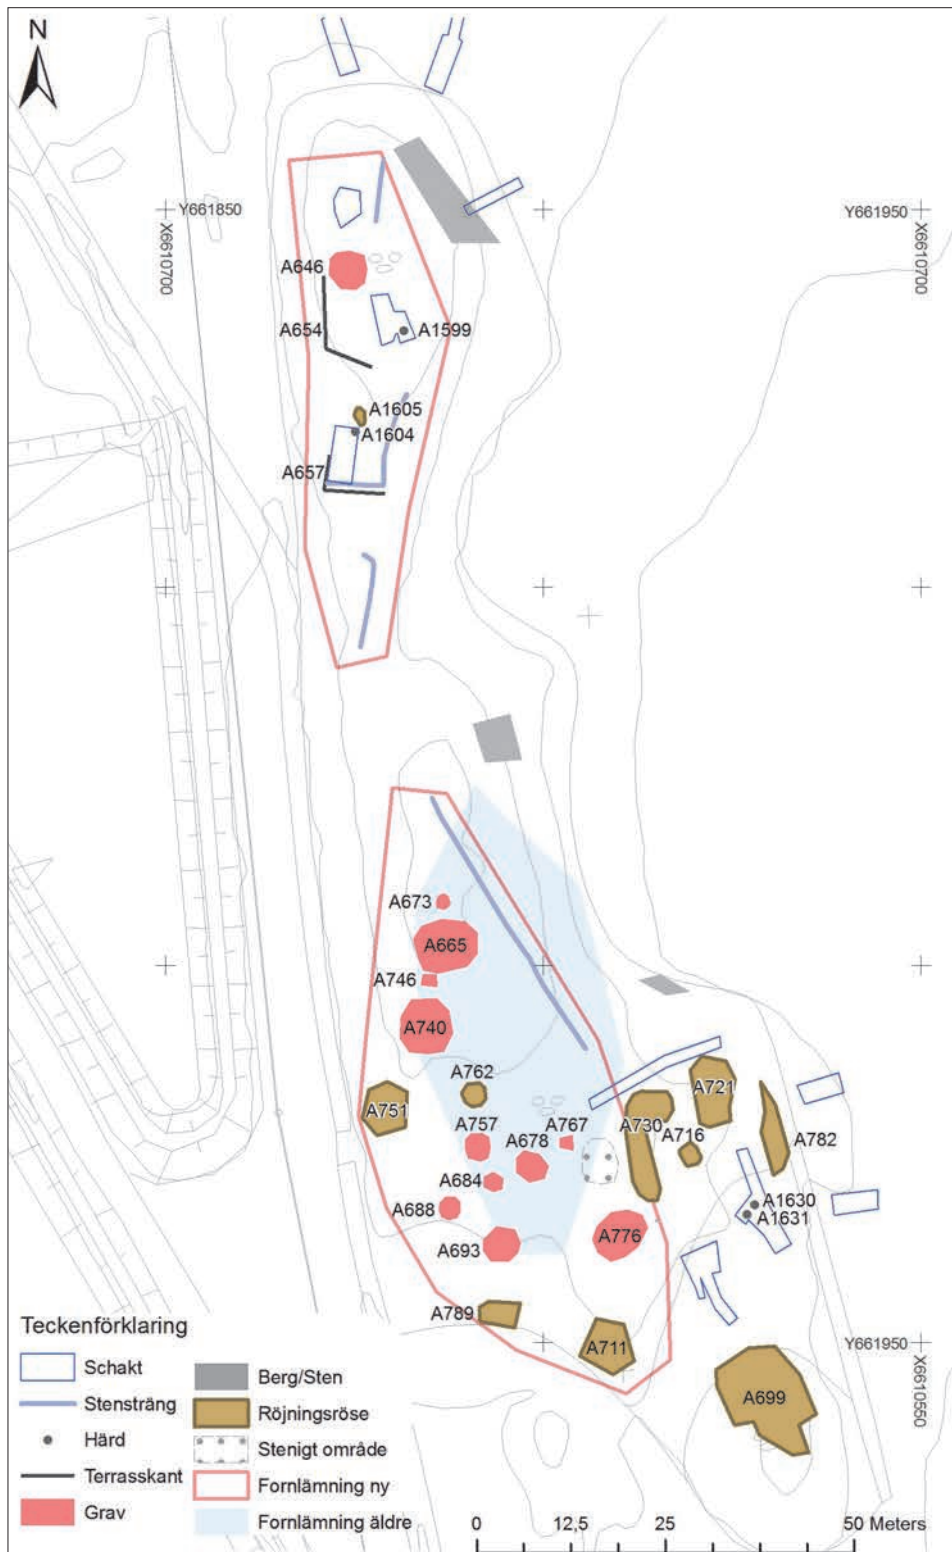 N
Y661850
X6610700
Y661950
X6610700
A646
A654
A1599
A1605
A1604
A657
A673
A665
A746
A740
A762
A751
A757
A767
A678
A684
A688
A693
A776
A730
A716
A721
A782
A1630
A1631
A789
A711
A699
Y661950
X6610550
Teckenförklaring
Schakt
Stensträng
Härd
Terrasskant
Grav
Berg/Sten
Röjningsröse
Stenigt område
Fornlämning ny
Fornlämning äldre
0 12,5 25 50 Meters